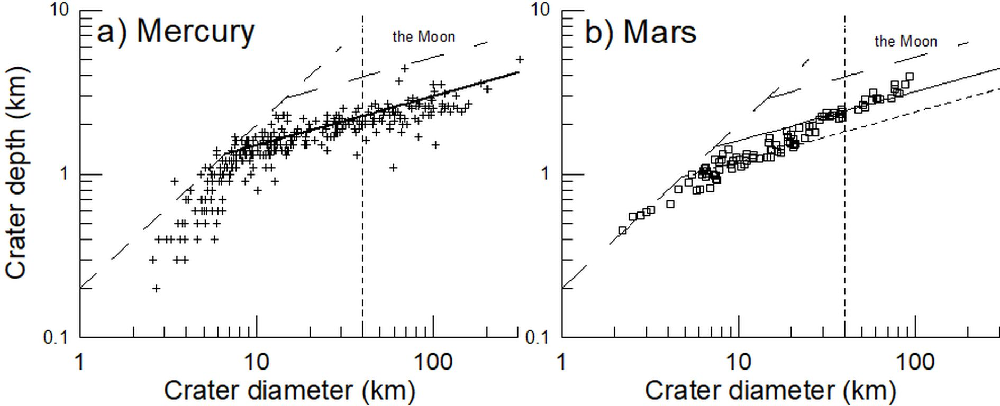 10
a) Mercury
the Moon
Crater depth (km)
1
0.1
1
10
100
Crater diameter (km)
10
b) Mars
the Moon
1
0.1
1
10
100
Crater diameter (km)